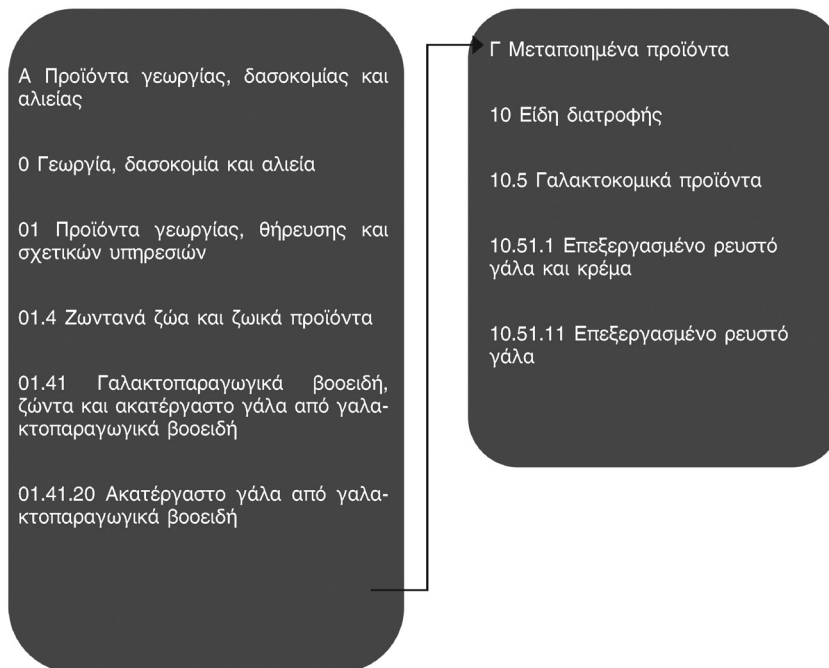 Α Προϊόντα γεωργίας, δασοκομίας και
αλιείας
0 Γεωργία, δασοκομία και αλιεία
01 Προϊόντα γεωργίας, θήρευσης και
σχετικών υπηρεσιών
01.4 Ζωντανά ζώα και ζωικά προϊόντα
01.41 Γαλακτοπαραγωγικά βοοειδή,
ζώντα και ακατέργαστο γάλα από γαλα-
κτοπαραγωγικά βοοειδή
01.41.20 Ακατέργαστο γάλα από γαλα-
κτοπαραγωγικά βοοειδή
Γ Μεταποιημένα προϊόντα
10 Είδη διατροφής
10.5 Γαλακτοκομικά προϊόντα
10.51.1 Επεξεργασμένο ρευστό
γάλα και κρέμα
10.51.11 Επεξεργασμένο ρευστό
γάλα